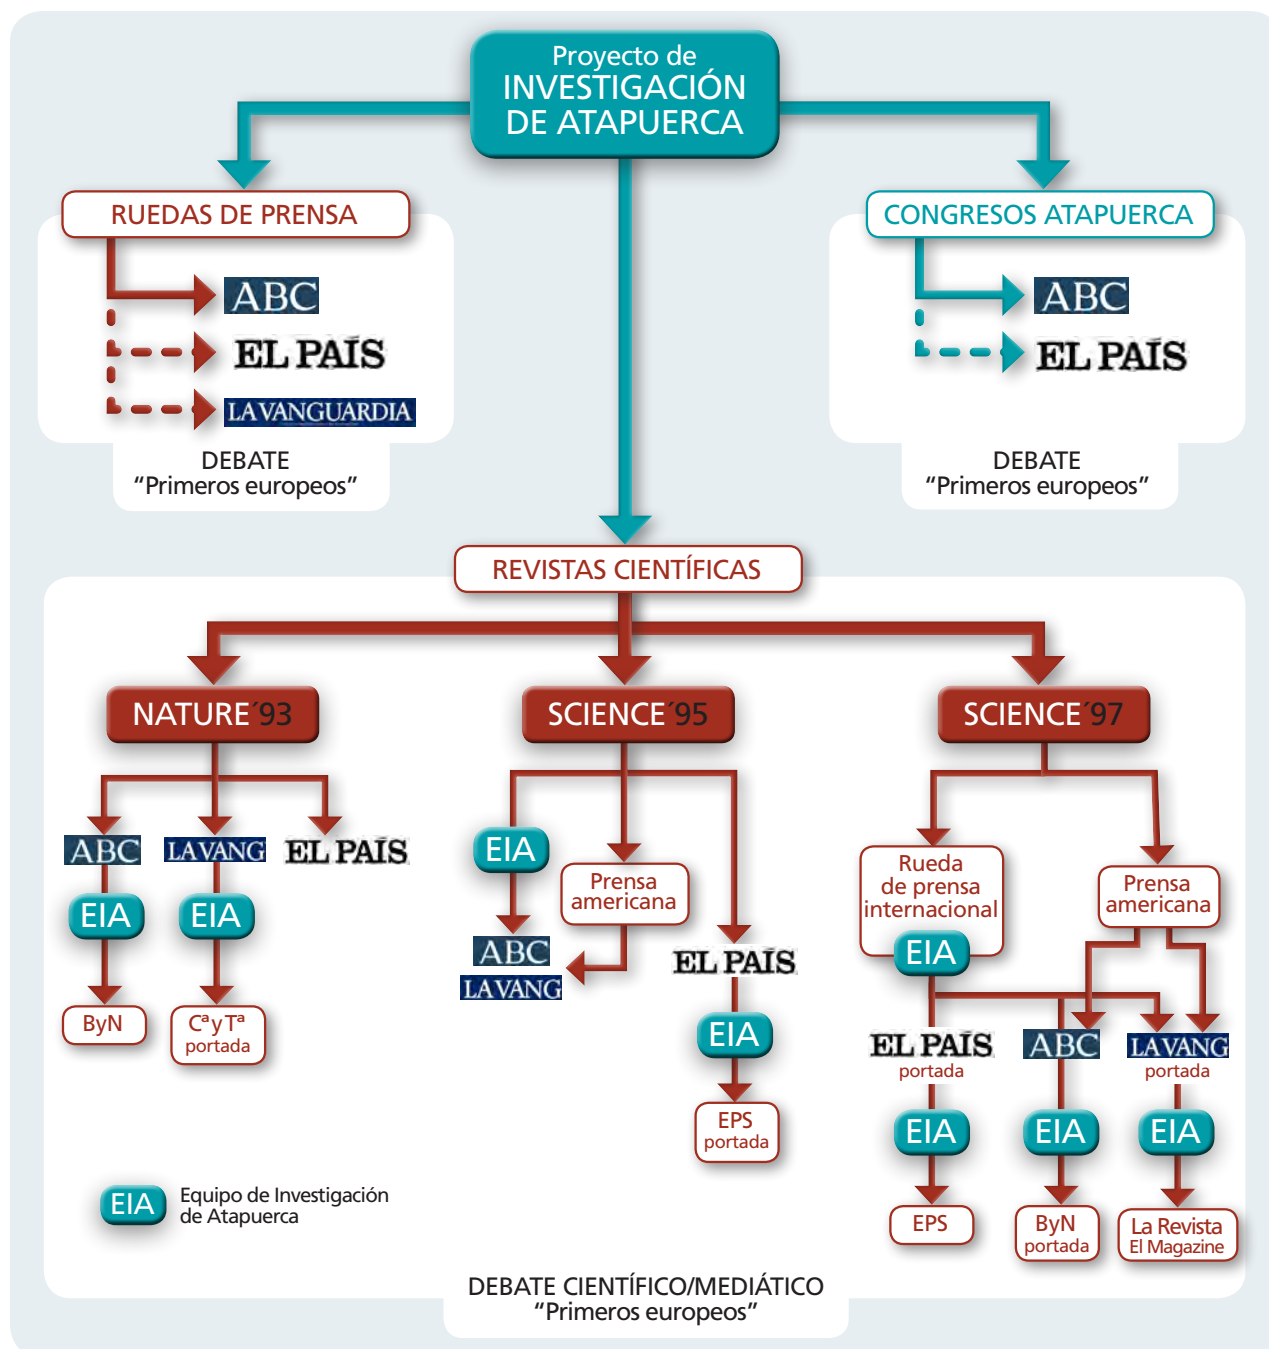 Proyecto de
INVESTIGACIÓN
DE ATAPUERCA
RUEDAS DE PRENSA
ABC
EL PAÍS
LA VANGUARDIA
DEBATE
“Primeros europeos”
CONGRESOS ATAPUERCA
ABC
EL PAÍS
DEBATE
“Primeros europeos”
REVISTAS CIENTÍFICAS
NATURE´93
ABC
LA VANG
EL PAÍS
EIA
EIA
ByN
CªyTª
portada
SCIENCE´95
EIA
Prensa
americana
ABC
LA VANG
EL PAÍS
EIA
EPS
portada
SCIENCE´97
Rueda
de prensa
internacional
EIA
Prensa
americana
EL PAÍS
portada
ABC
LA VANG
portada
EIA
EIA
EIA
EPS
ByN
portada
La Revista
El Magazine
EIA
Equipo de Investigación
de Atapuerca
DEBATE CIENTÍFICO/MEDIÁTICO
“Primeros europeos”